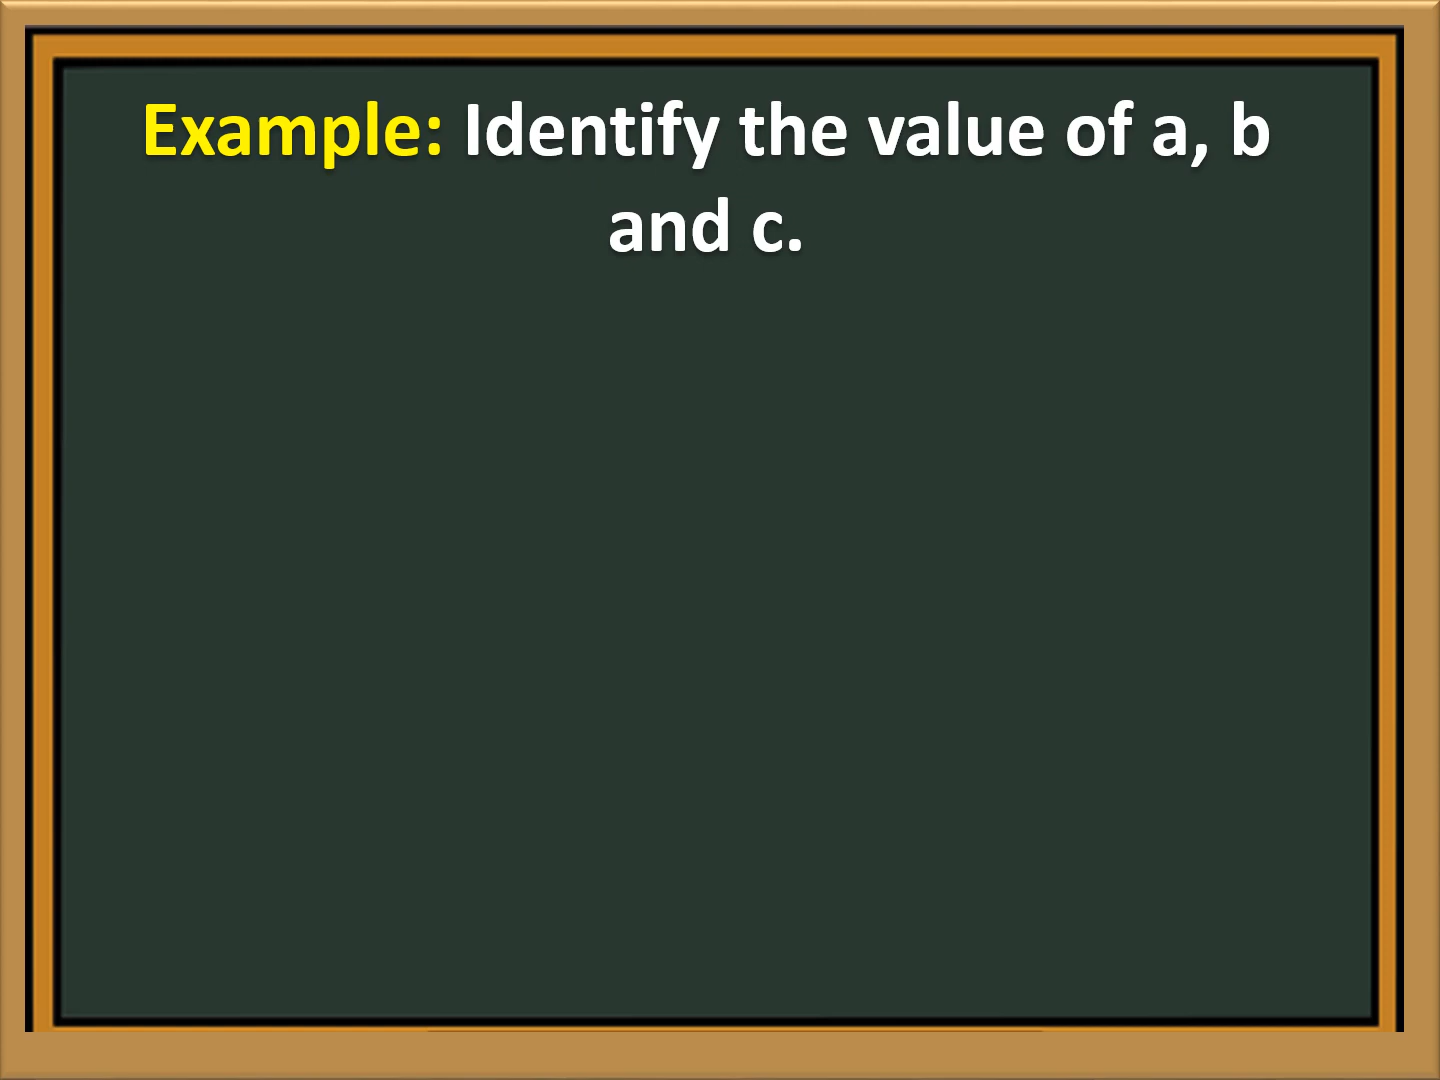 Example: Identify the value of a, b
and c.